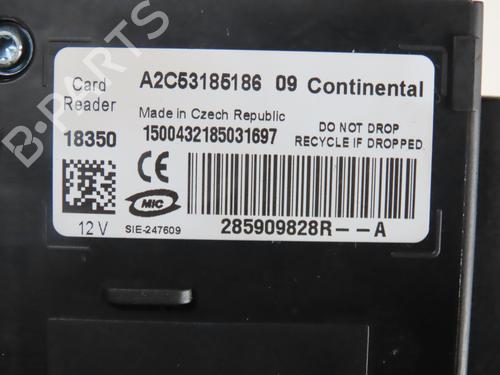 Card Reader
A2C53185186 09 Continental
Made in Czech Republic
18350
1500432185031697
DO NOT DROP
RECYCLE IF DROPPED
CE
MIC
12 V
SIE-247609
285909828R--A
B-PARTS